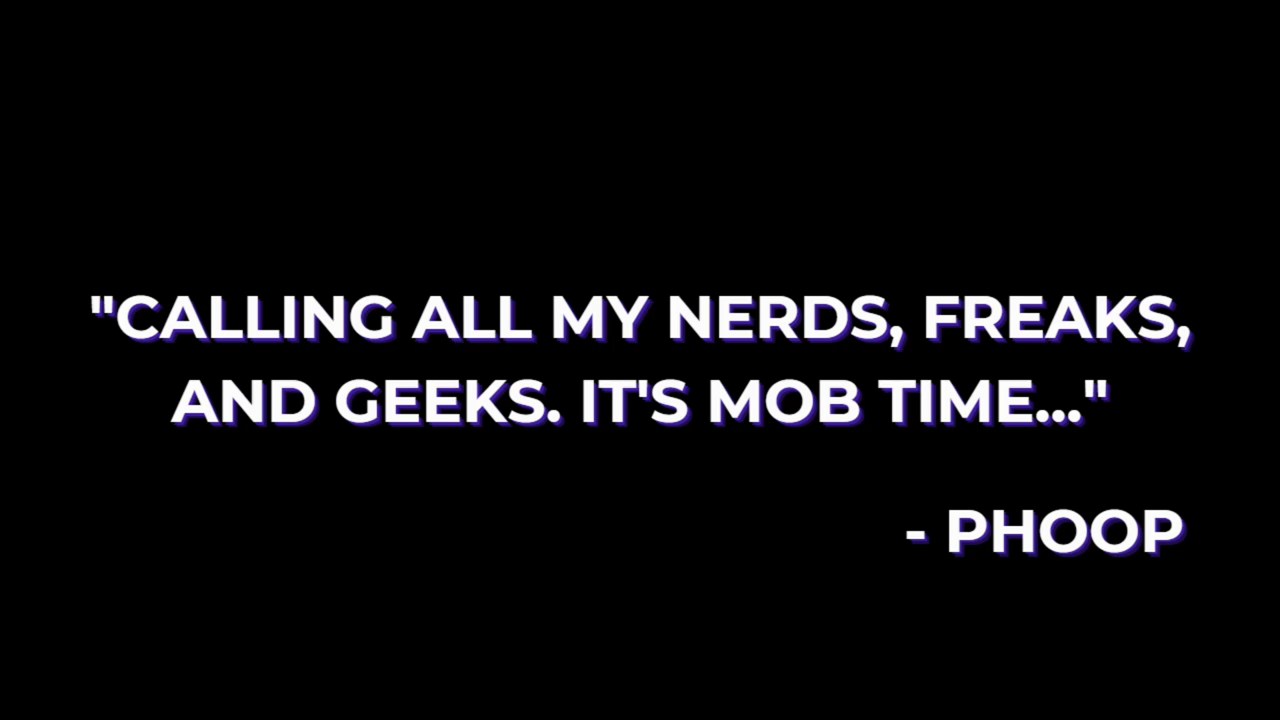 "CALLING ALL MY NERDS, FREAKS,
AND GEEKS. IT'S MOB TIME..."
- PHOOP